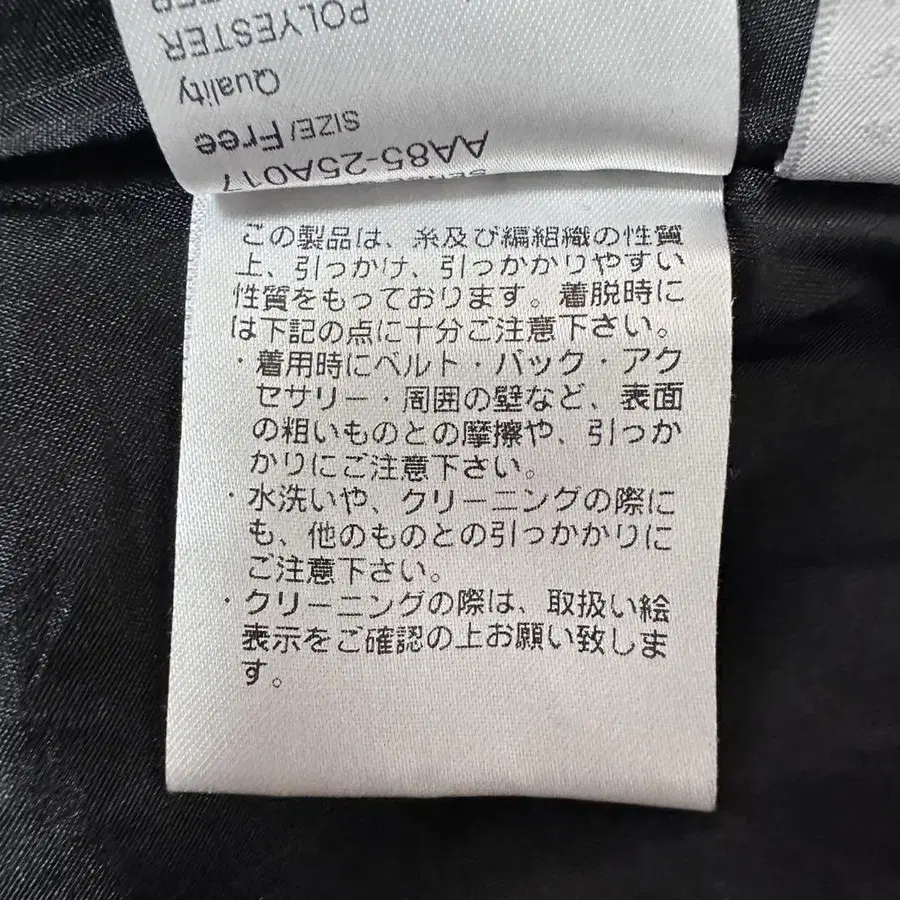 POLYESTER
Quality
SIZE/Free
AA85-25A017
この製品は、糸及び編組織の性質
上、引っかけ、引っかかりやすい
性質をもっております。着脱時に
は下記の点に十分ご注意下さい。
・着用時にベルト・バック・アク
セサリー・周囲の壁など、表面
の粗いものとの摩擦や、引っか
かりにご注意下さい。
・水洗いや、クリーニングの際に
も、他のものとの引っかかりに
ご注意下さい。
・クリーニングの際は、取扱い絵
表示をご確認の上お願い致しま
す。